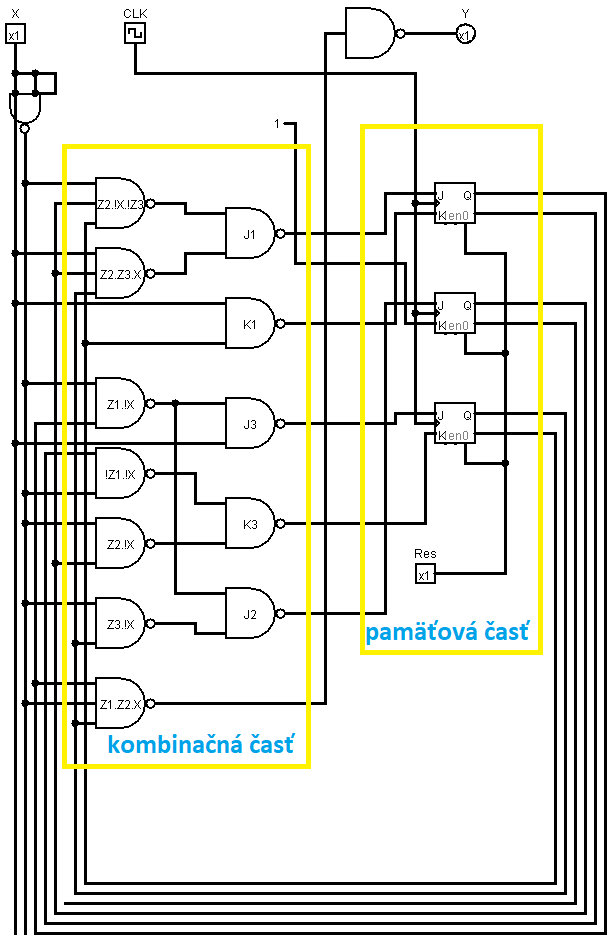 X
CLK
Y
x1
x1
1
Z2.!X.!Z3
J Q
J1
K en0
Z2.Z3.X
J Q
K1
K en0
Z1.!X
J Q
J3
K en0
!Z1.!X
K3
Z2.!X
Res
x1
Z3.!X
J2
pamäťová časť
Z1.Z2.X
kombinačná časť